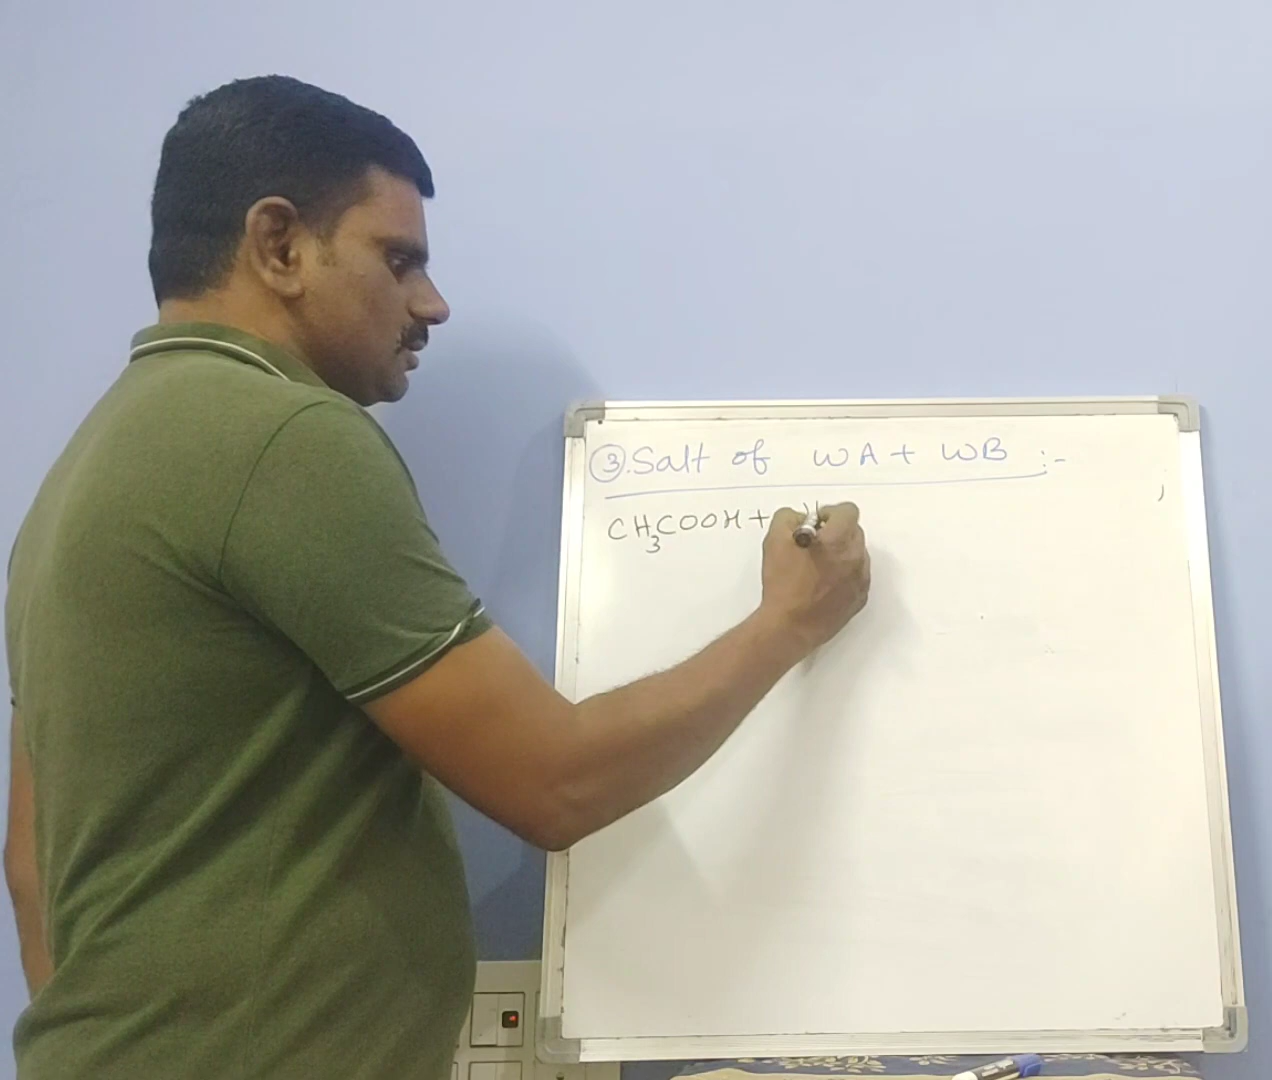 ③.Salt of WA + WB :-
CH₃COOH +